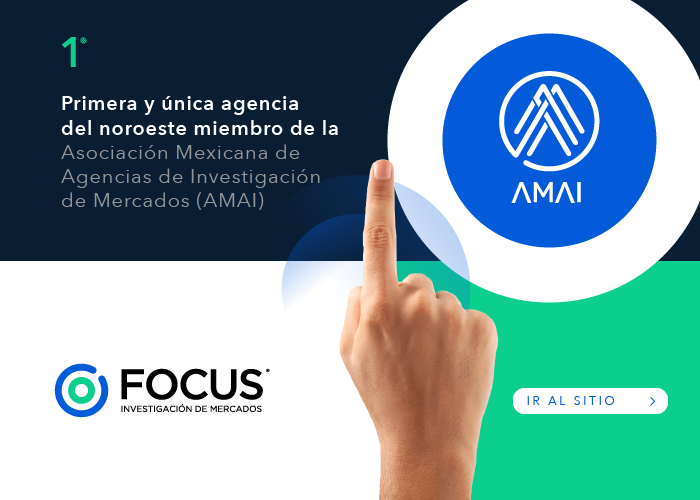 1®
Primera y única agencia
del noroeste miembro de la
Asociación Mexicana de
Agencias de Investigación
de Mercados (AMAI)
AMAI
FOCUS®
INVESTIGACIÓN DE MERCADOS
IR AL SITIO >